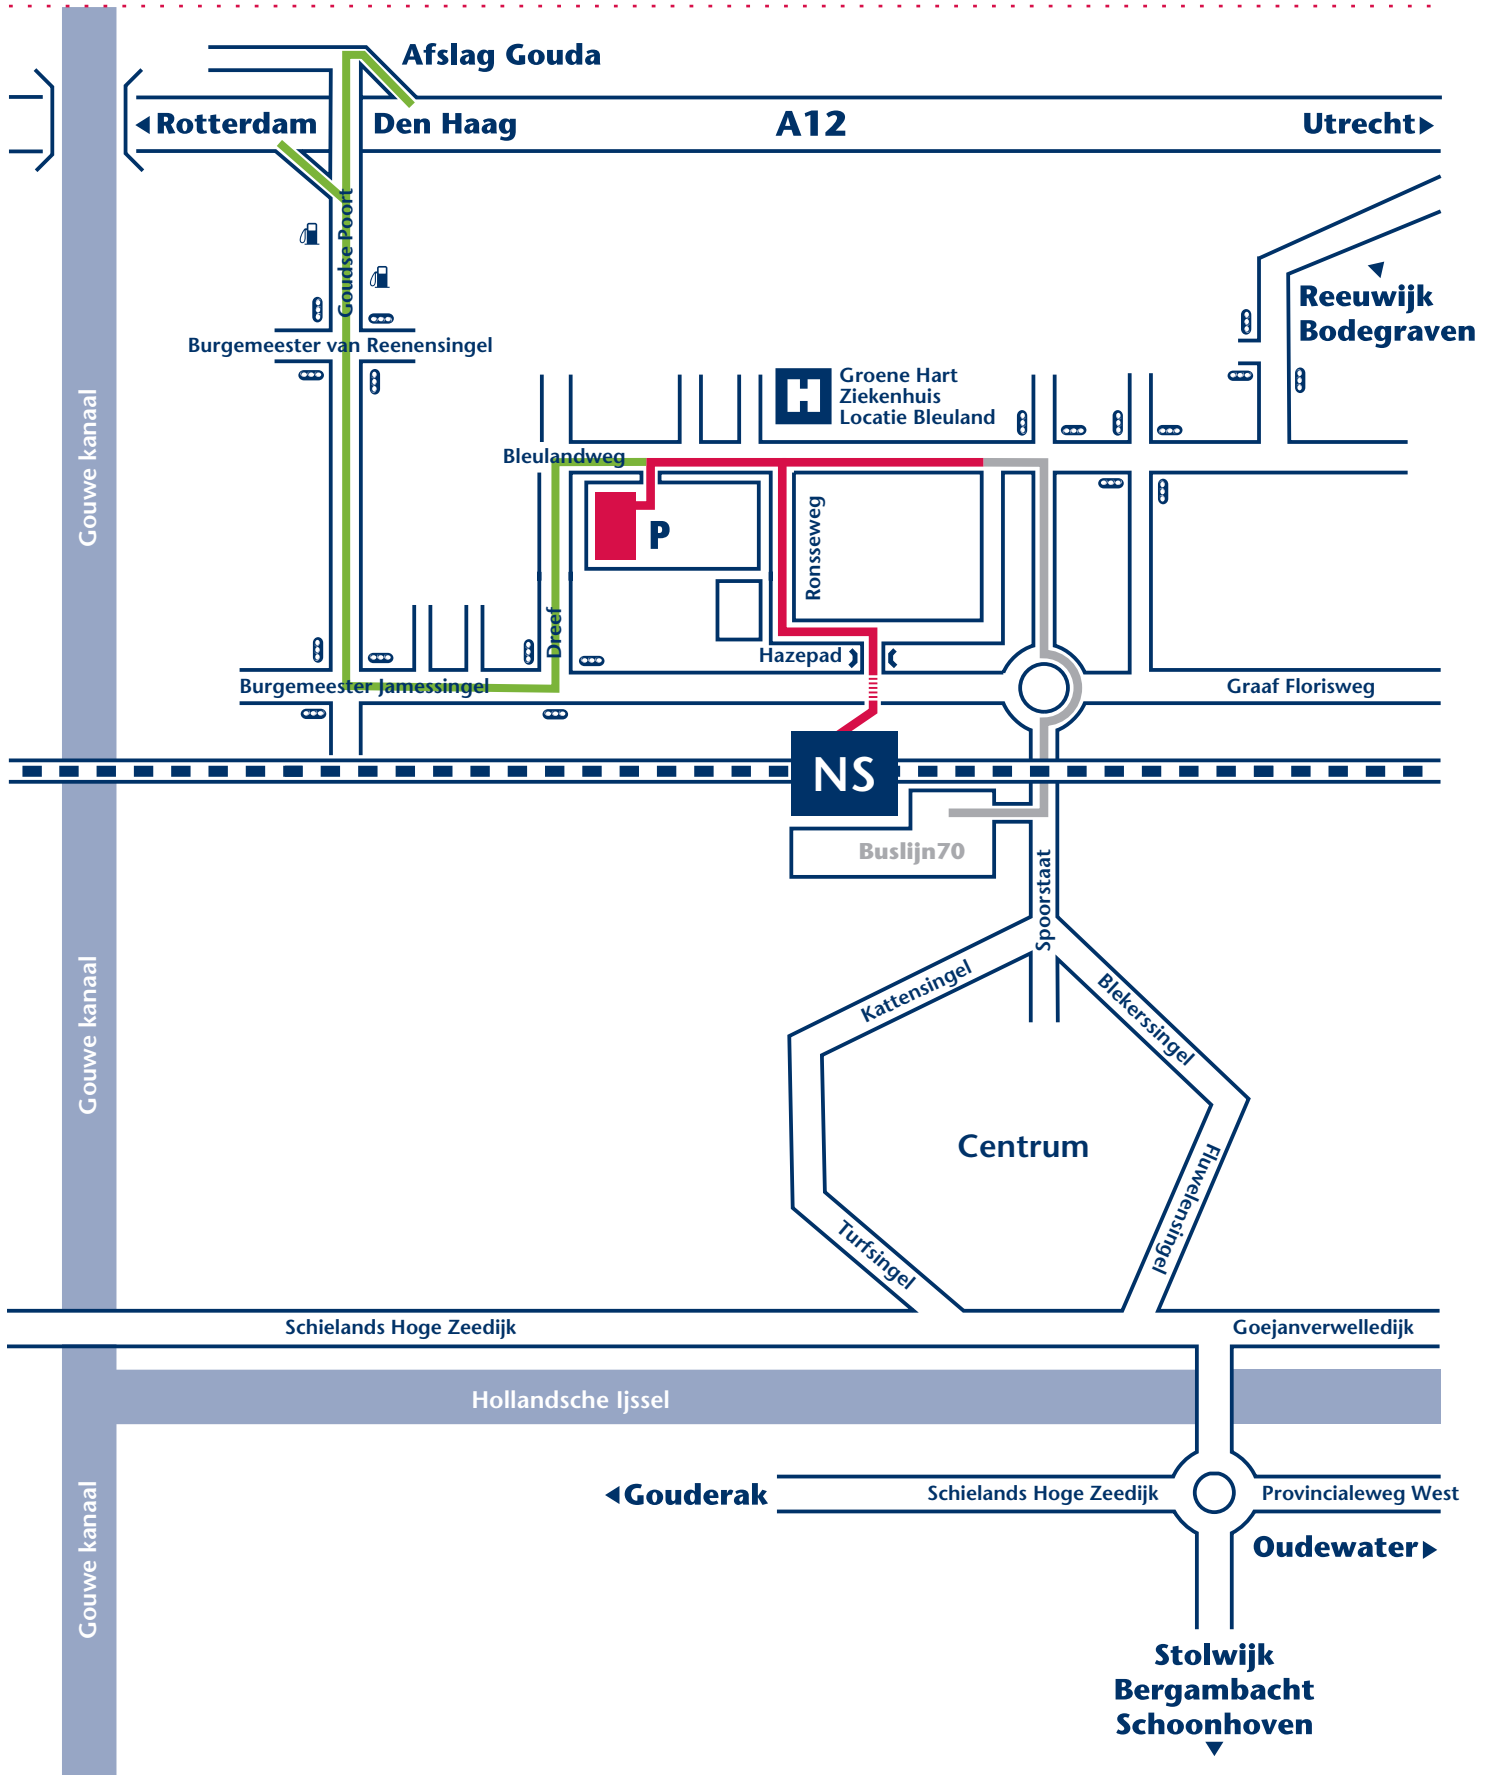 Afslag Gouda
Rotterdam
Den Haag
A12
Utrecht
Goudse Poort
Reeuwijk
Bodegraven
Burgemeester van Reenensingel
H
Groene Hart
Ziekenhuis
Locatie Bleuland
Gouwe kanaal
Bleulandweg
P
Ronsseweg
Dreef
Hazepad
Burgemeester Jamessingel
Graaf Florisweg
NS
Buslijn70
Spoorstaat
Kattensingel
Blekerssingel
Gouwe kanaal
Centrum
Fluwelensingel
Turfsingel
Schielands Hoge Zeedijk
Goejanverwelledijk
Hollandsche Ijssel
Gouwe kanaal
Gouderak
Schielands Hoge Zeedijk
Provincialeweg West
Oudewater
Stolwijk
Bergambacht
Schoonhoven